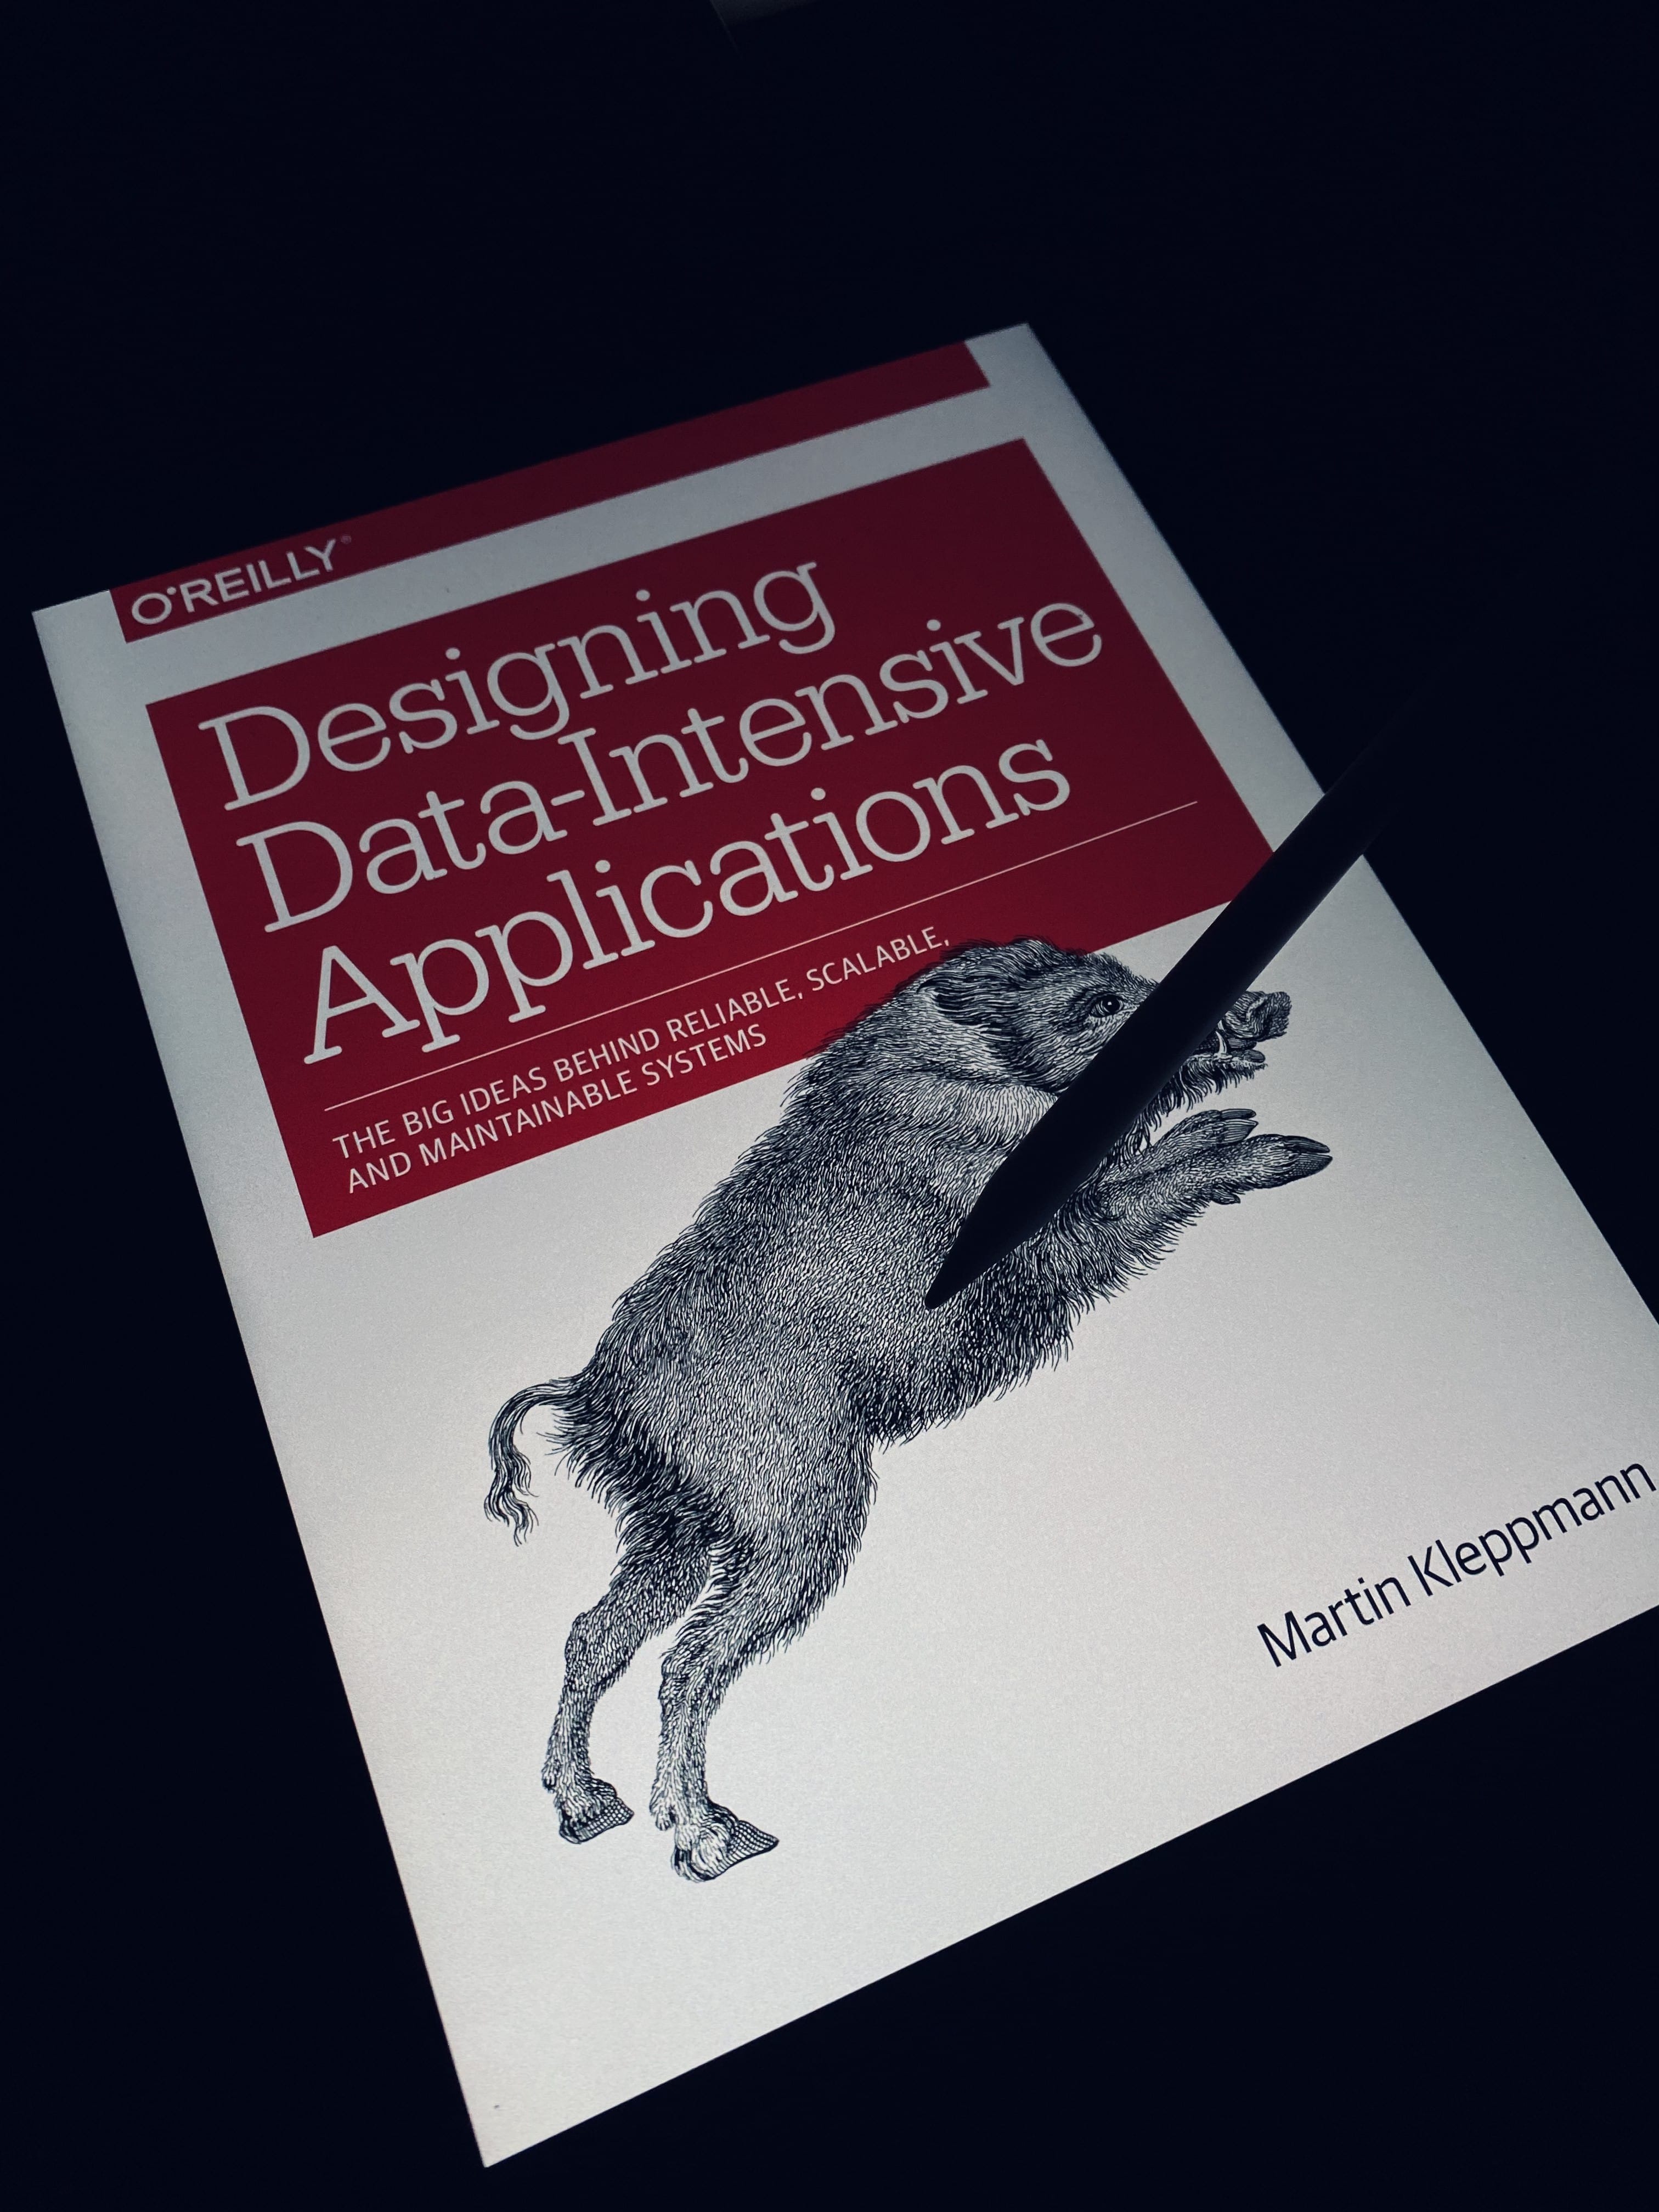 O'REILLY®
Designing
Data-Intensive
Applications
THE BIG IDEAS BEHIND RELIABLE, SCALABLE,
AND MAINTAINABLE SYSTEMS
Martin Kleppmann